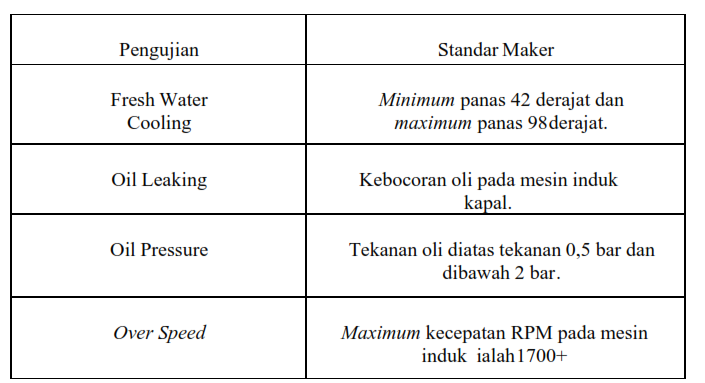 Pengujian
Standar Maker
Fresh Water
Cooling
Minimum panas 42 derajat dan
maximum panas 98derajat.
Oil Leaking
Kebocoran oli pada mesin induk
kapal.
Oil Pressure
Tekanan oli diatas tekanan 0,5 bar dan
dibawah 2 bar.
Over Speed
Maximum kecepatan RPM pada mesin
induk ialah1700+